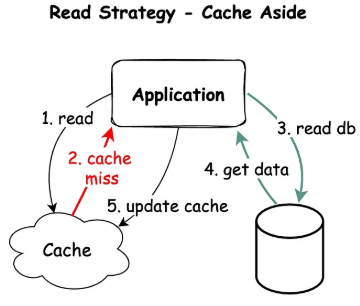 Read Strategy - Cache Aside
Application
1. read
2. cache
miss
3. read db
4. get data
5. update cache
Cache